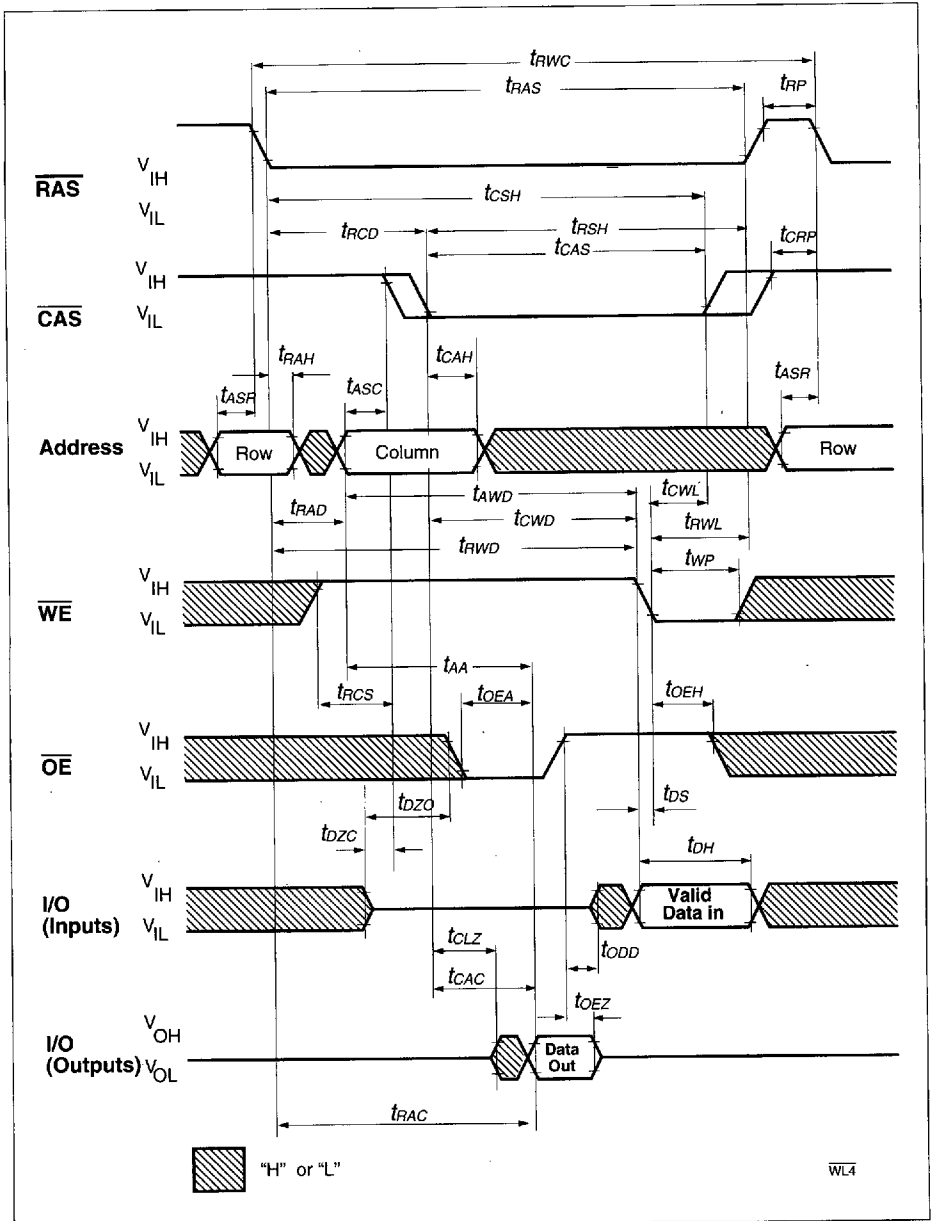 tRWC
tRAS
tRP
RAS
VIH
VIL
tCSH
tRCD
tRSH
tCAS
tCRP
CAS
VIH
VIL
tRAH
tCAH
tASR
tASC
tASR
Address
VIH
VIL
Row
Column
Row
tAWD
tCWL
tRAD
tCWD
tRWL
tRWD
tWP
WE
VIH
VIL
tAA
tRCS
tOEA
tOEH
OE
VIH
VIL
tDZO
tDS
tDZC
tDH
I/O
(Inputs)
VIH
VIL
Valid
Data in
tCLZ
tODD
tCAC
tOEZ
I/O
(Outputs)
VOH
VOL
Data
Out
tRAC
"H" or "L"
WL4